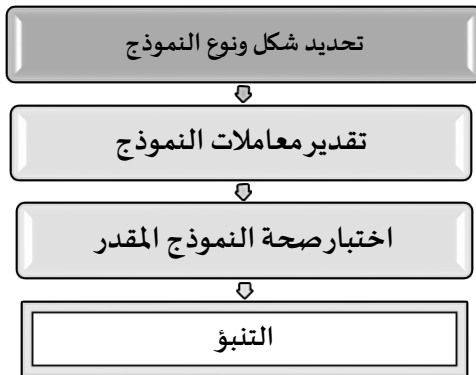 تحديد شكل ونوع النموذج
تقدير معاملات النموذج
اختبار صحة النموذج المقدر
التنبؤ